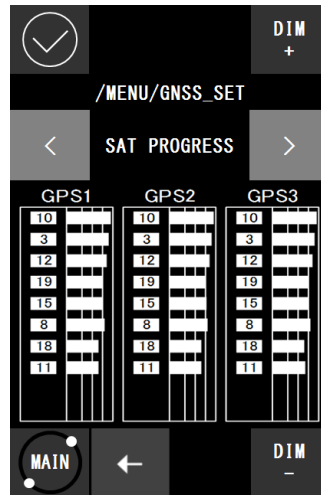 DIM
+
/MENU/GNSS_SET
< SAT PROGRESS >
GPS1 GPS2 GPS3
10 10 10
3 3 3
12 12 12
19 19 19
15 15 15
8 8 8
18 18 18
11 11 11
MAIN ← DIM
−